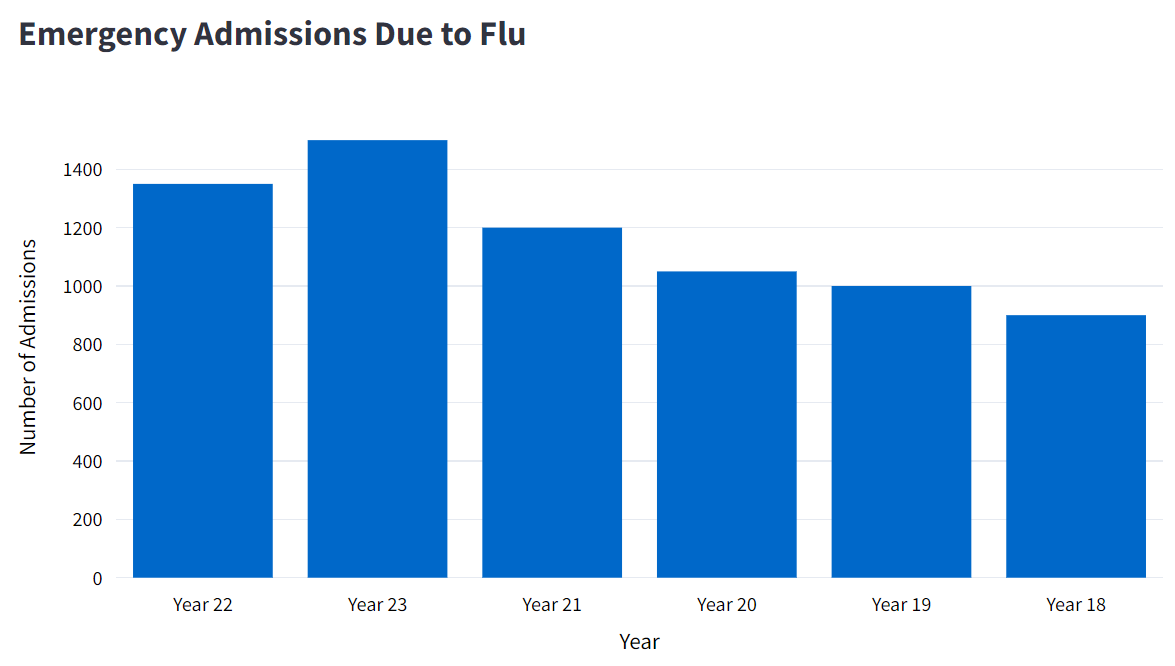 Emergency Admissions Due to Flu
Number of Admissions
1400
1200
1000
800
600
400
200
0
Year 22 Year 23 Year 21 Year 20 Year 19 Year 18
Year